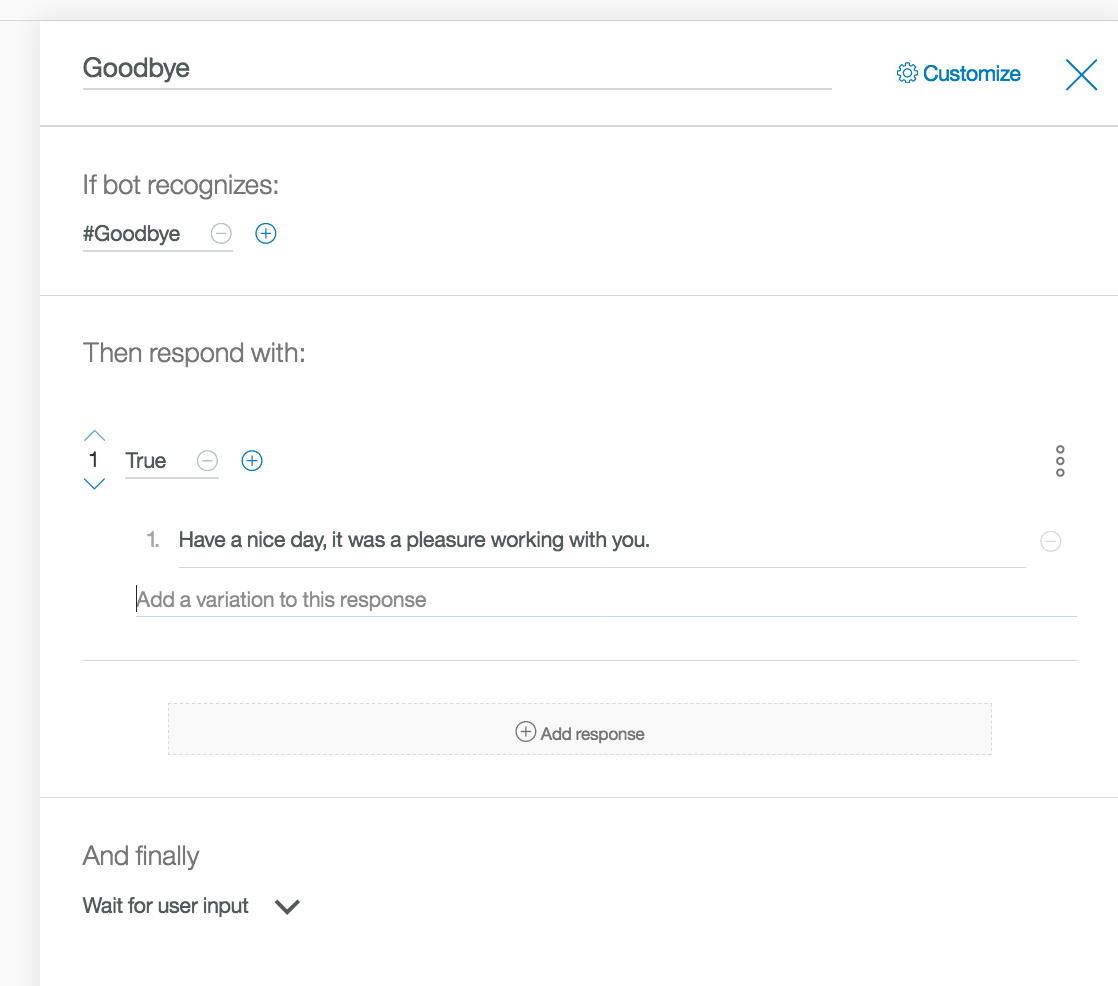 Goodbye
Customize
If bot recognizes:
#Goodbye
Then respond with:
1 True
1. Have a nice day, it was a pleasure working with you.
Add a variation to this response
Add response
And finally
Wait for user input